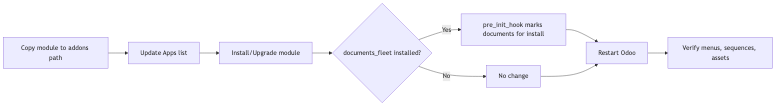 Copy module to addons
path
Update Apps list
Install/Upgrade module
documents_fleet installed?
Yes
pre_init_hook marks
documents for install
No
No change
Restart Odoo
Verify menus, sequences,
assets